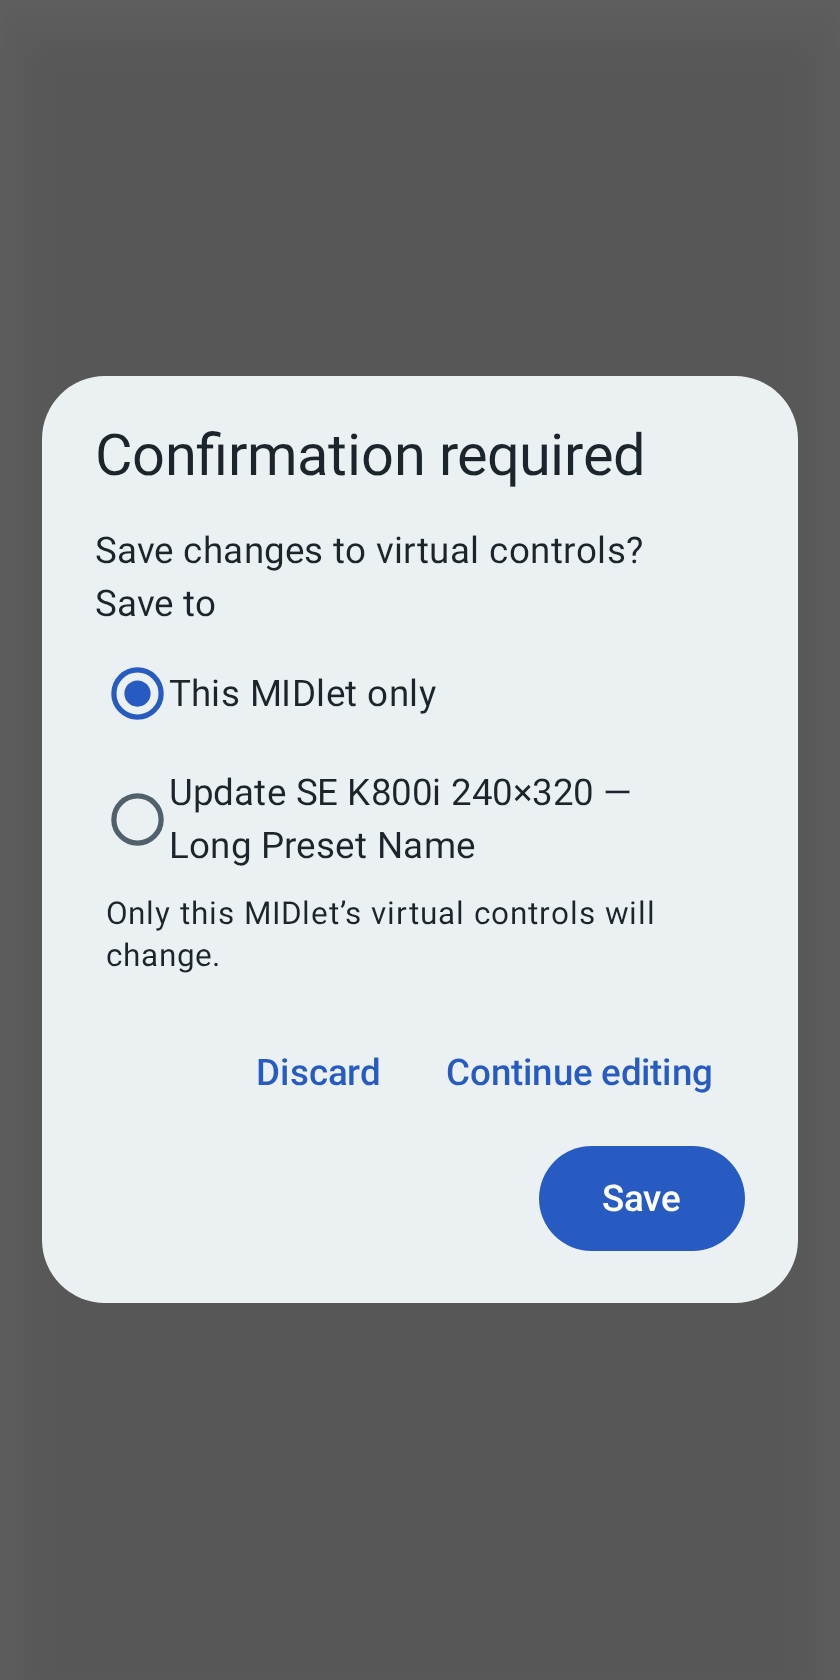 Confirmation required
Save changes to virtual controls?
Save to
This MIDlet only
Update SE K800i 240×320 —
Long Preset Name
Only this MIDlet’s virtual controls will
change.
Discard Continue editing
Save